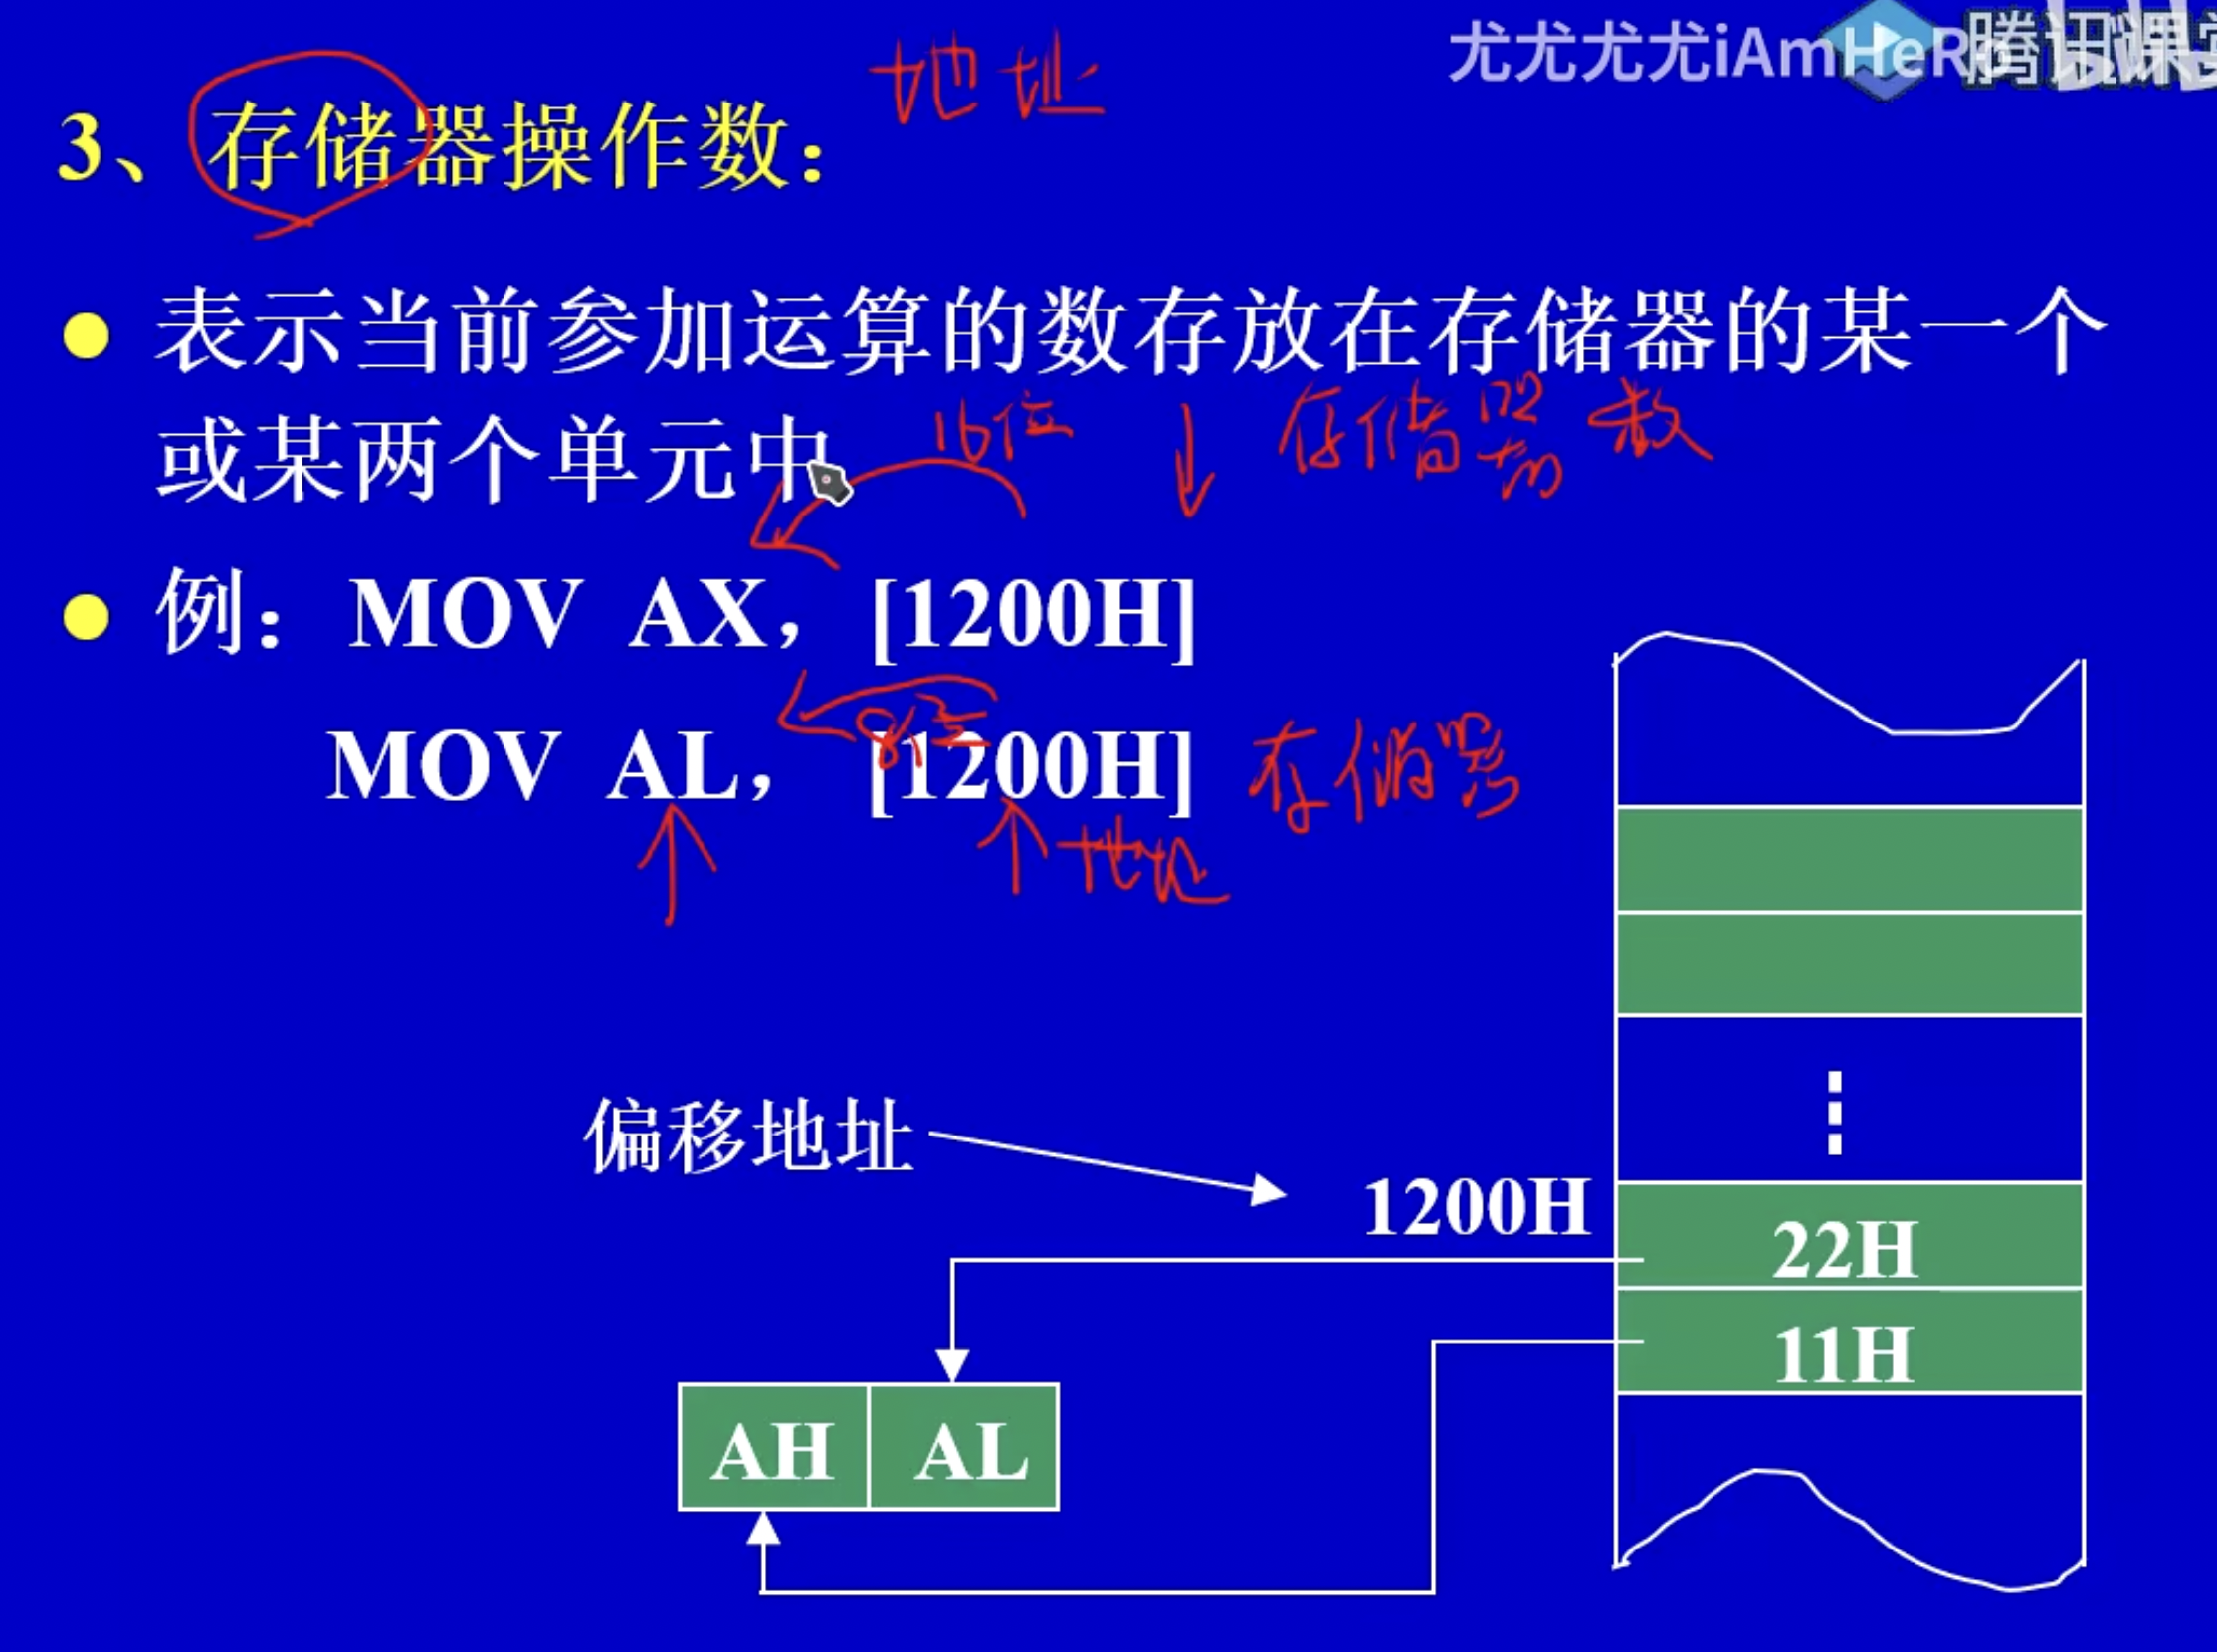 尤尤尤尤iAmHeRo
腾讯课堂
地址
3、存储器操作数：
表示当前参加运算的数存放在存储器的某一个
或某两个单元中
16位
存储器 数
例： MOV AX， [1200H]
8位
MOV AL， [1200H]
存储器
地址
偏移地址
1200H
22H
11H
AH AL